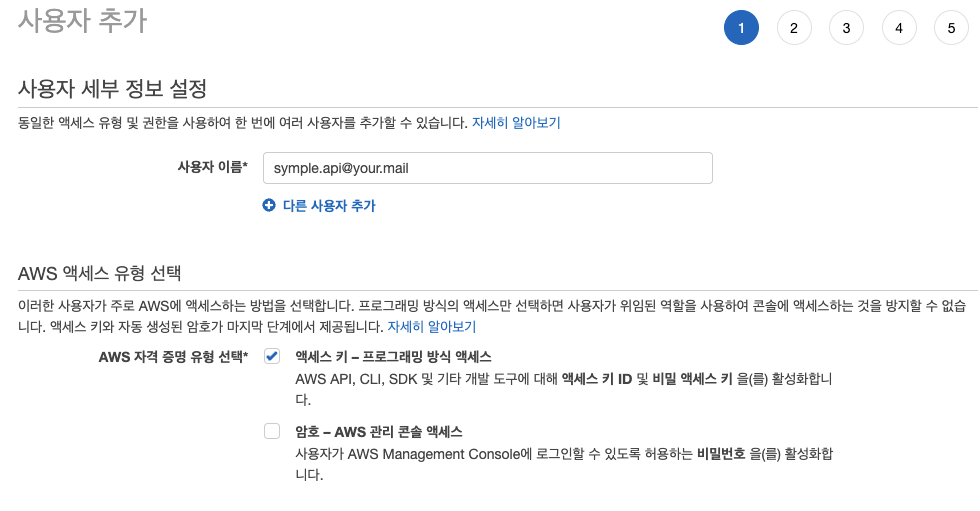 사용자 추가
1 2 3 4 5
사용자 세부 정보 설정
동일한 액세스 유형 및 권한을 사용하여 한 번에 여러 사용자를 추가할 수 있습니다. 자세히 알아보기
사용자 이름* symple.api@your.mail
다른 사용자 추가
AWS 액세스 유형 선택
이러한 사용자가 주로 AWS에 액세스하는 방법을 선택합니다. 프로그래밍 방식의 액세스만 선택하면 사용자가 위임된 역할을 사용하여 콘솔에 액세스하는 것을 방지할 수 없습
니다. 액세스 키와 자동 생성된 암호가 마지막 단계에서 제공됩니다. 자세히 알아보기
AWS 자격 증명 유형 선택* 액세스 키 – 프로그래밍 방식 액세스
AWS API, CLI, SDK 및 기타 개발 도구에 대해 액세스 키 ID 및 비밀 액세스 키 을(를) 활성화합니
다.
암호 – AWS 관리 콘솔 액세스
사용자가 AWS Management Console에 로그인할 수 있도록 허용하는 비밀번호 을(를) 활성화합
니다.